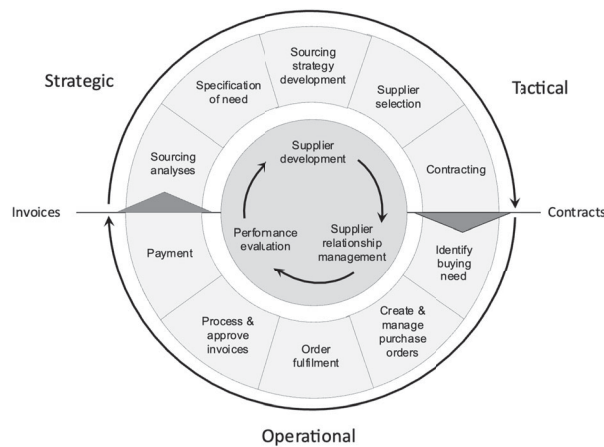 Strategic
Tactical
Operational
Invoices
Contracts
Sourcing
strategy
development
Supplier
selection
Contracting
Identify
buying
need
Create &
manage
purchase
orders
Order
fulfilment
Process &
approve
invoices
Payment
Sourcing
analyses
Specification
of need
Supplier
development
Supplier
relationship
management
Perfornance
evaluation